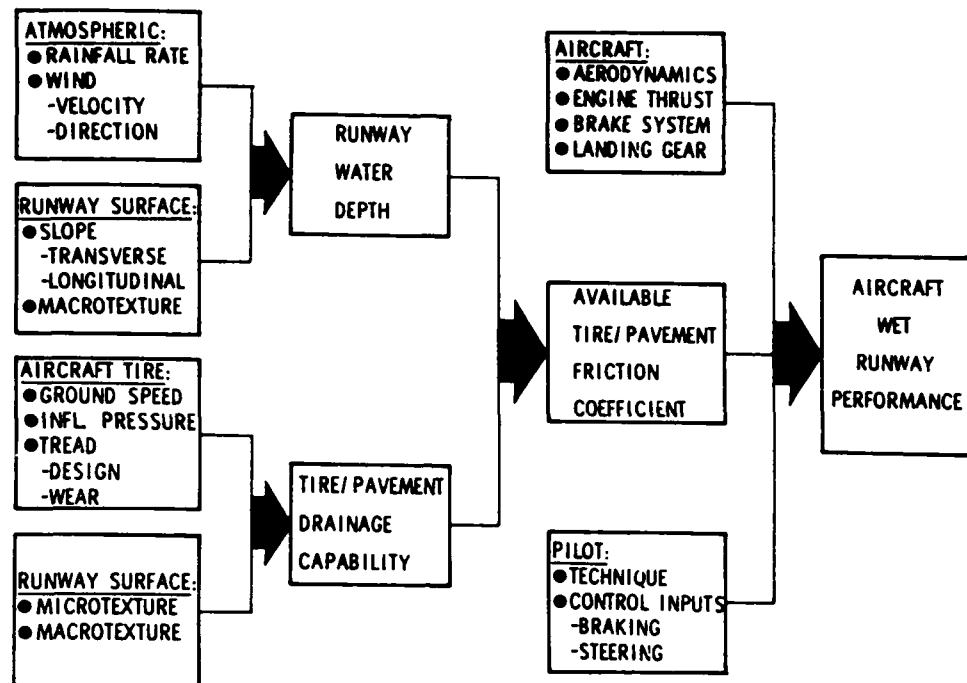 ATMOSPHERIC:
●RAINFALL RATE
●WIND
-VELOCITY
-DIRECTION
RUNWAY SURFACE:
●SLOPE
-TRANSVERSE
-LONGITUDINAL
●MACROTEXTURE
AIRCRAFT TIRE:
●GROUND SPEED
●INFL. PRESSURE
●TREAD
-DESIGN
-WEAR
RUNWAY SURFACE:
●MICROTEXTURE
●MACROTEXTURE
RUNWAY
WATER
DEPTH
TIRE/PAVEMENT
DRAINAGE
CAPABILITY
AIRCRAFT:
●AERODYNAMICS
●ENGINE THRUST
●BRAKE SYSTEM
●LANDING GEAR
AVAILABLE
TIRE/PAVEMENT
FRICTION
COEFFICIENT
PILOT:
●TECHNIQUE
●CONTROL INPUTS
-BRAKING
-STEERING
AIRCRAFT
WET
RUNWAY
PERFORMANCE